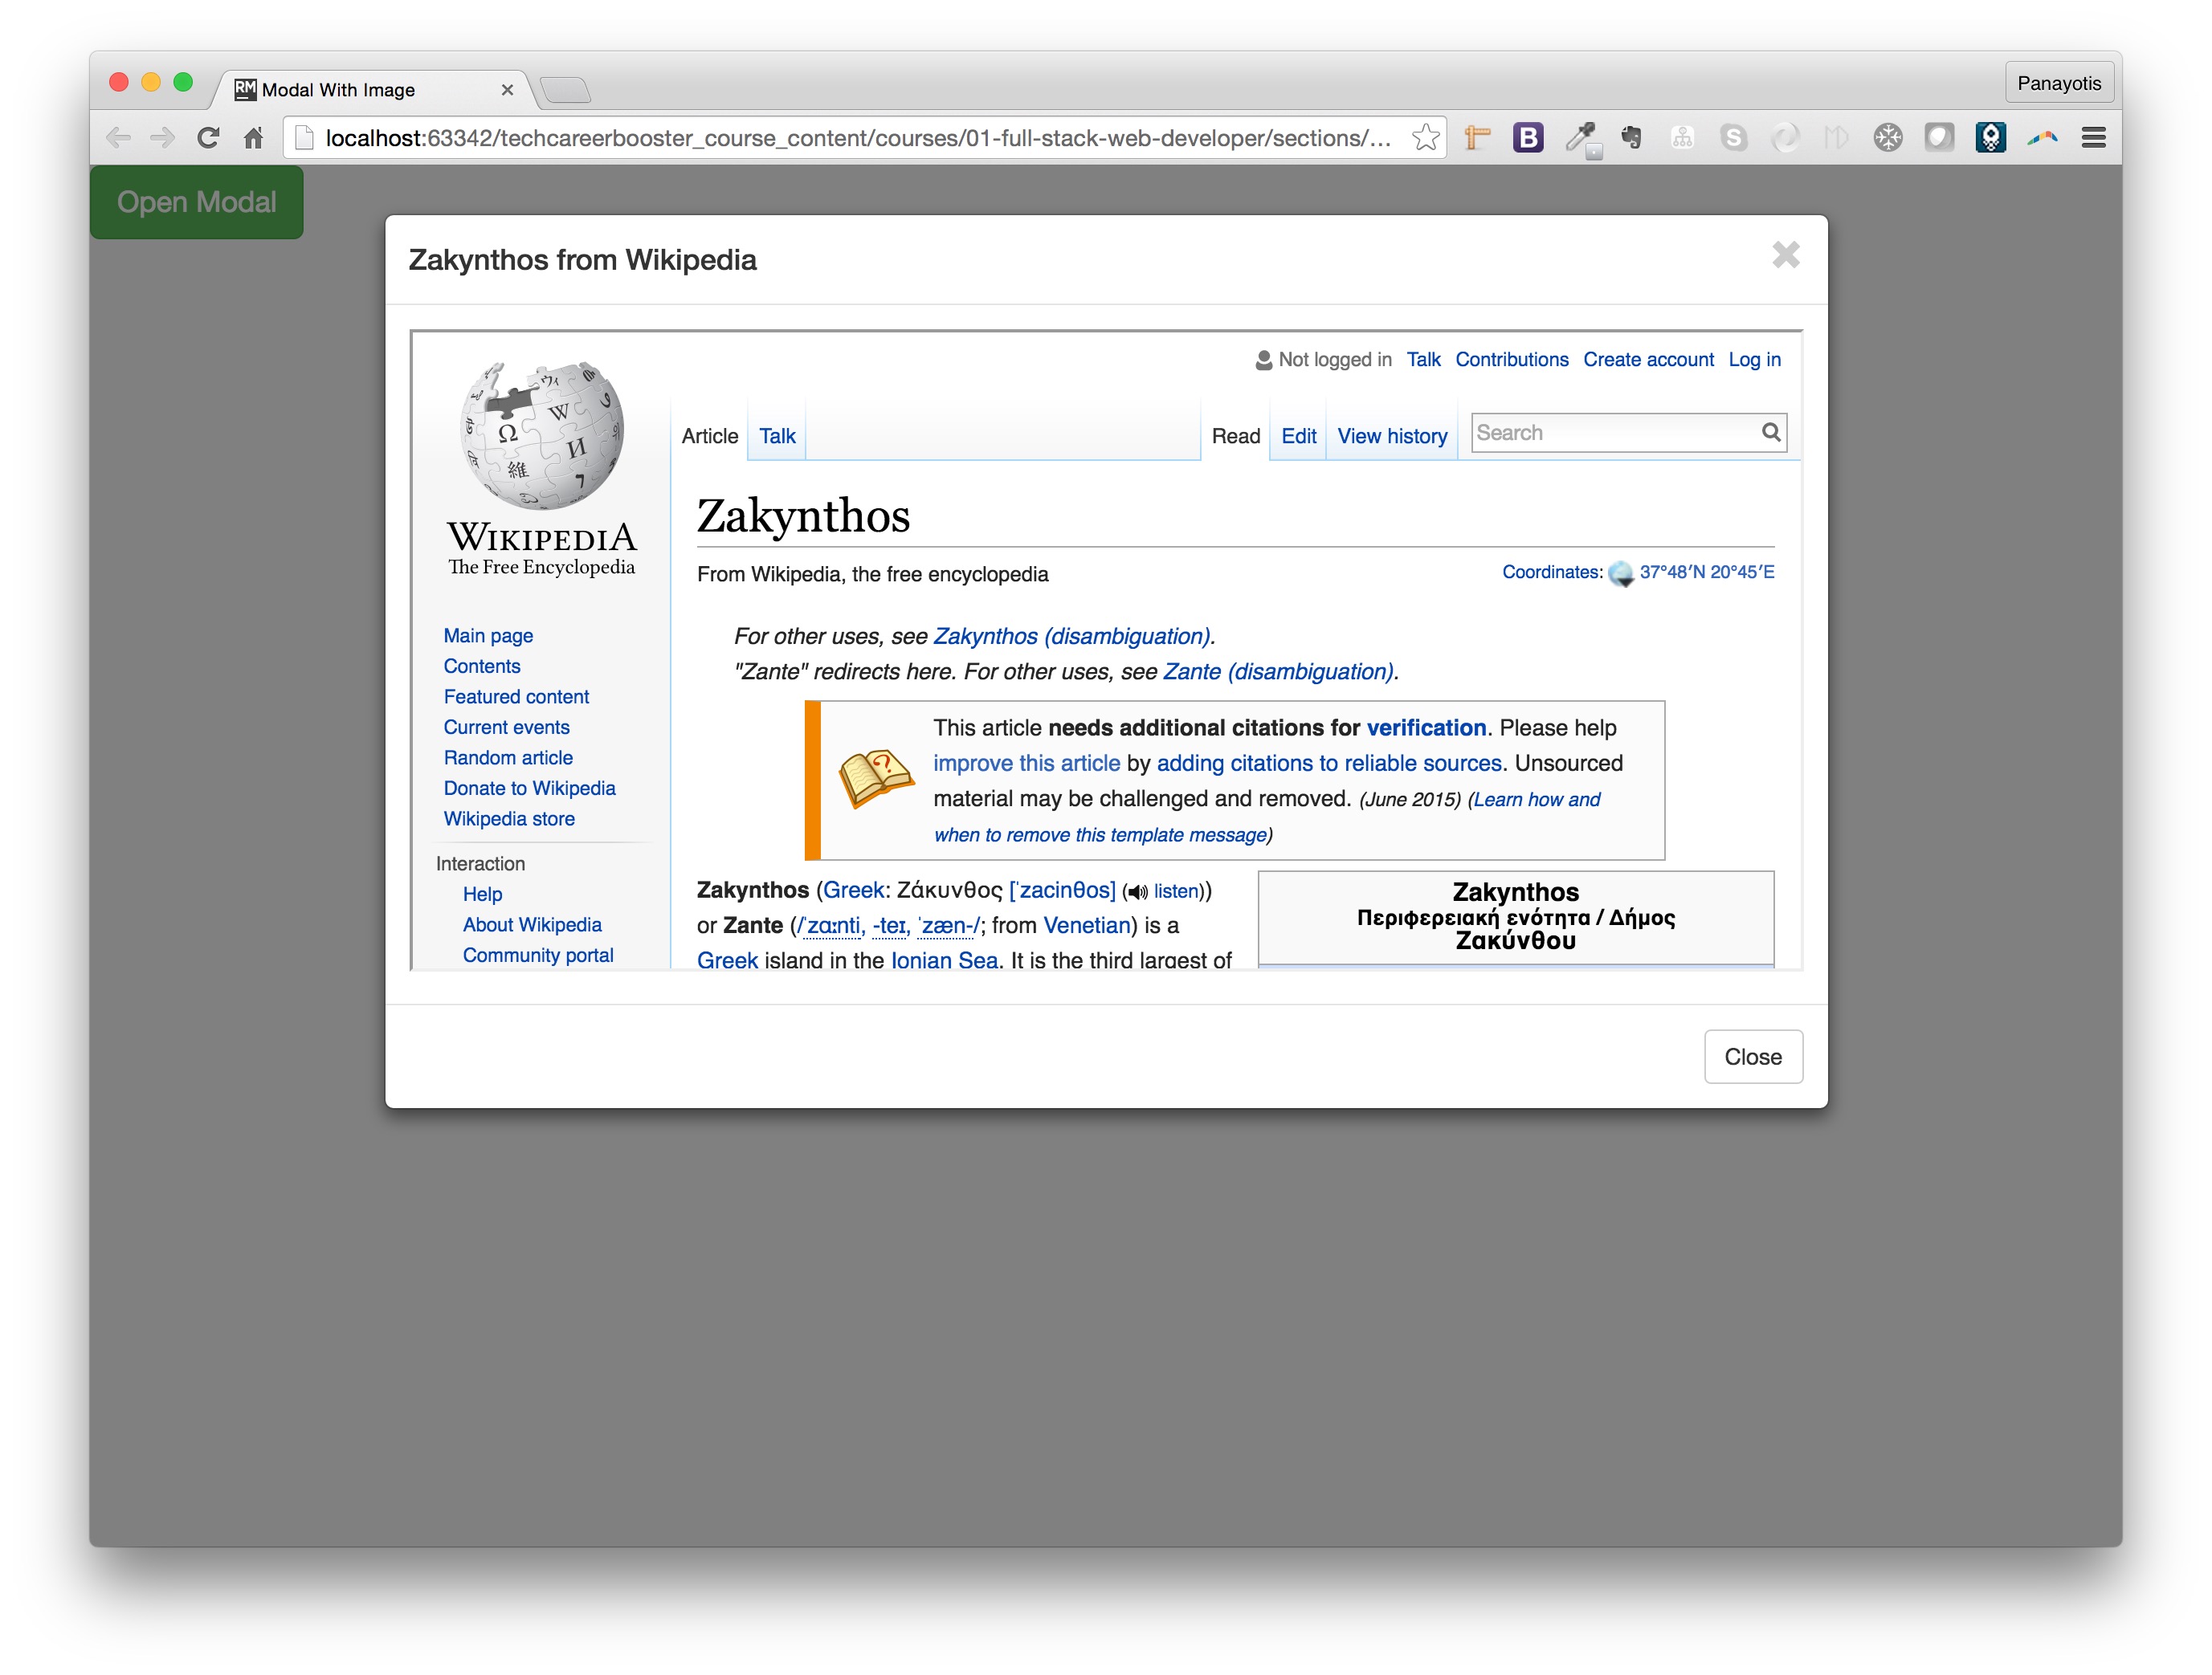 Modal With Image
Panayotis
localhost:63342/techcareerbooster_course_content/courses/01-full-stack-web-developer/sections/...
Open Modal
Zakynthos from Wikipedia
Not logged in Talk Contributions Create account Log in
Article Talk Read Edit View history Search
WIKIPEDIA
The Free Encyclopedia
Zakynthos
From Wikipedia, the free encyclopedia
Coordinates: 37°48′N 20°45′E
For other uses, see Zakynthos (disambiguation).
"Zante" redirects here. For other uses, see Zante (disambiguation).
Main page
Contents
Featured content
Current events
Random article
Donate to Wikipedia
Wikipedia store
Interaction
Help
About Wikipedia
Community portal
This article needs additional citations for verification. Please help
improve this article by adding citations to reliable sources. Unsourced
material may be challenged and removed. (June 2015) (Learn how and
when to remove this template message)
Zakynthos (Greek: Ζάκυνθος [ˈzacinθos] (listen))
or Zante (/ˈzɑːnti, -teɪ, ˈzæn-/; from Venetian) is a
Greek island in the Ionian Sea. It is the third largest of
Zakynthos
Περιφερειακή ενότητα / Δήμος
Ζακύνθου
Close